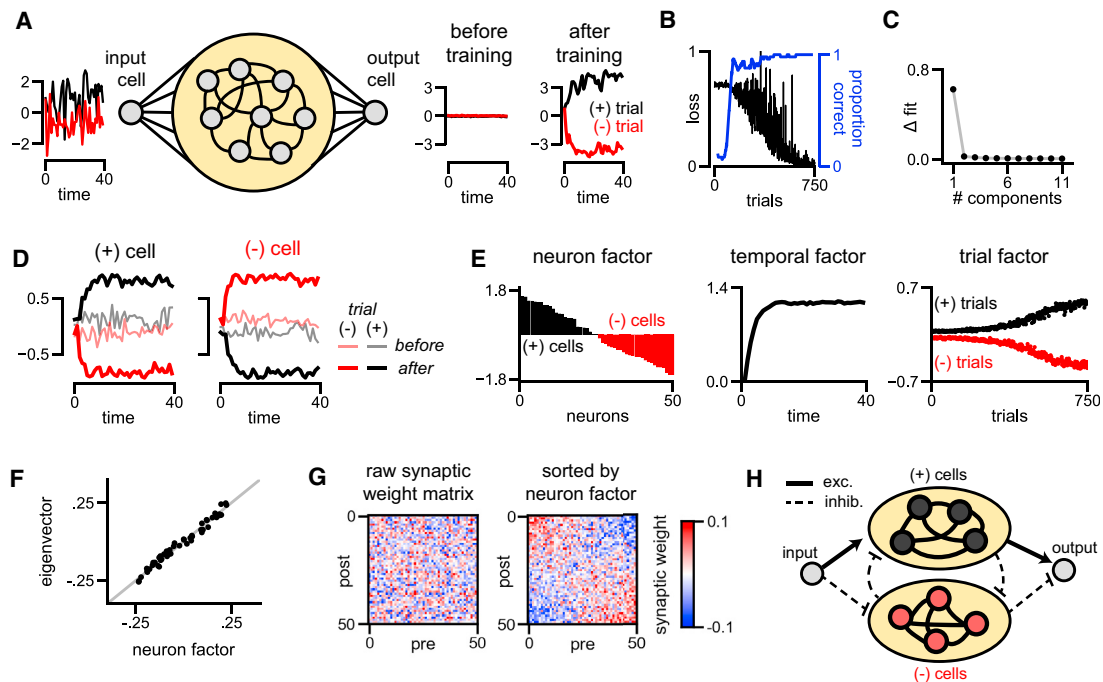 A
input
cell
2
0
−2
0 40
time
output
cell
before
training
3
0
−3
0 40
time
after
training
3
0
−3
(+) trial
(-) trial
0 40
time
B
1
loss
0
0 750
trials
1
proportion
correct
0
C
0.8
Δ fit
0.0
1 6 11
# components
D
(+) cell
0.5
−0.5
0 40
time
(-) cell
0 40
time
trial
(-) (+)
before
after
E
neuron factor
1.8
(+) cells
(-) cells
−1.8
0 50
neurons
temporal factor
1.4
0.0
0 40
time
trial factor
0.7
(+) trials
(-) trials
−0.7
0 750
trials
F
eigenvector
.25
-.25
-.25 .25
neuron factor
G
raw synaptic
weight matrix
0
post
50
0 pre 50
sorted by
neuron factor
0
post
50
0 pre 50
0.1
synaptic weight
-0.1
H
exc.
inhib.
(+) cells
input
output
(-) cells